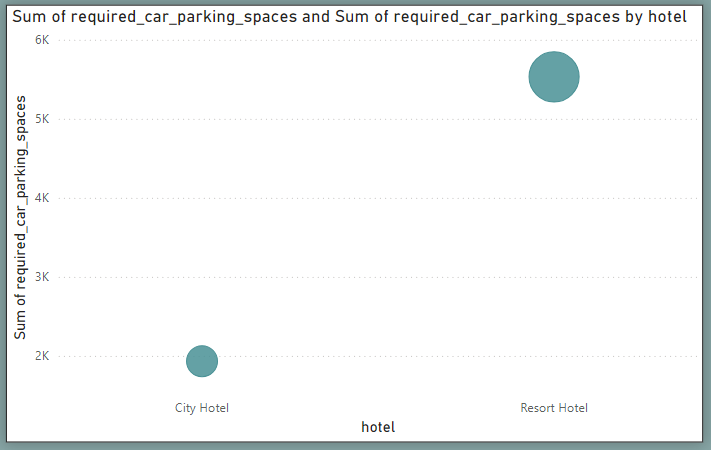 Sum of required_car_parking_spaces and Sum of required_car_parking_spaces by hotel
Sum of required_car_parking_spaces
6K
5K
4K
3K
2K
City Hotel
Resort Hotel
hotel